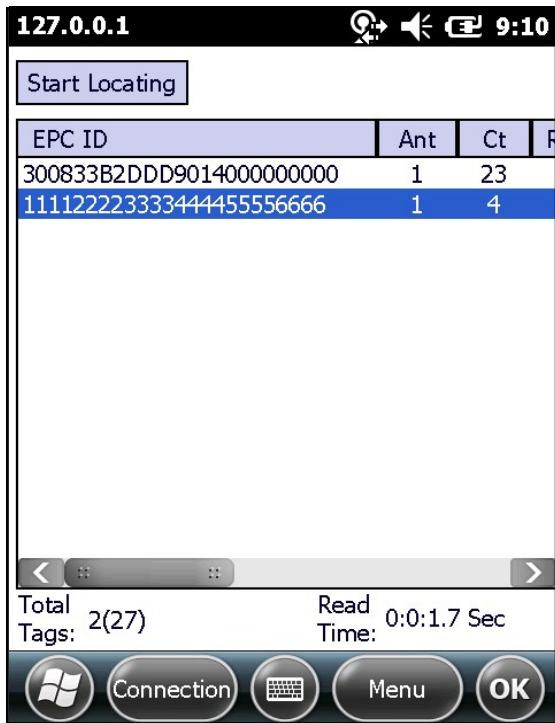 127.0.0.1 9:10
Start Locating
EPC ID Ant Ct R
300833B2DDD9014000000000 1 23
111122223333444455556666 1 4
Total Tags: 2(27) Read Time: 0:0:1.7 Sec
Connection Menu OK